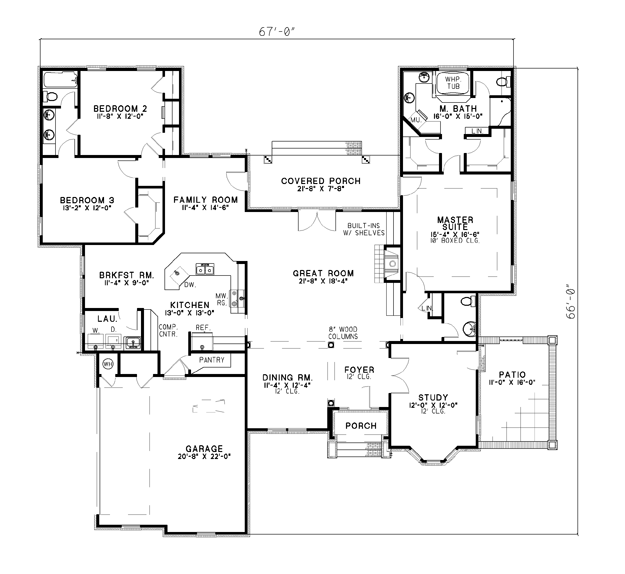 67'-0"
BEDROOM 2
11'-8" X 12'-0"
WHP
TUB
M. BATH
16'-0" X 15'-0"
MU.
LIN.
COVERED PORCH
21'-8" X 7'-8"
BEDROOM 3
13'-2" X 12'-0"
FAMILY ROOM
11'-4" X 14'-6"
BUILT-INS
W/ SHELVES
MASTER
SUITE
15'-4" X 16'-6"
10' BOXED CLG.
BRKFST RM.
11'-4" X 9'-0"
DW.
GREAT ROOM
21'-8" X 18'-4"
KITCHEN
13'-0" X 13'-0"
MW.
RG.
LIN.
66'-0"
LAU.
W.
D.
COMP.
CNTR.
REF.
8" WOOD
COLUMNS
WH
PANTRY
DINING RM.
11'-4" X 12'-4"
12' CLG.
FOYER
12' CLG.
PATIO
11'-0" X 16'-0"
STUDY
12'-0" X 12'-0"
12' CLG.
PORCH
GARAGE
20'-8" X 22'-0"